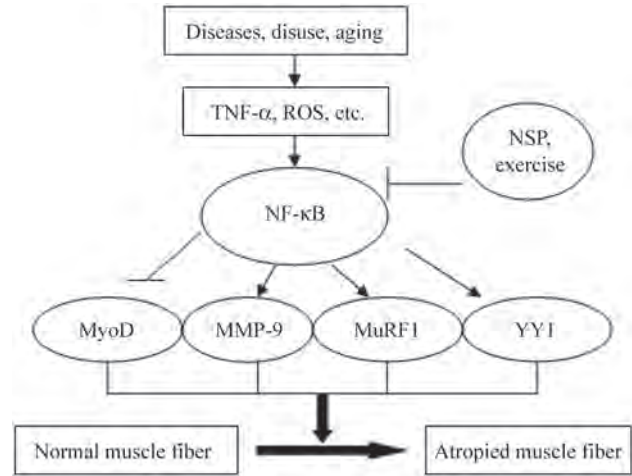 Diseases, disuse, aging
TNF-α, ROS, etc.
NSP,
exercise
NF-κB
MyoD
MMP-9
MuRF1
YY1
Normal muscle fiber
Atropied muscle fiber